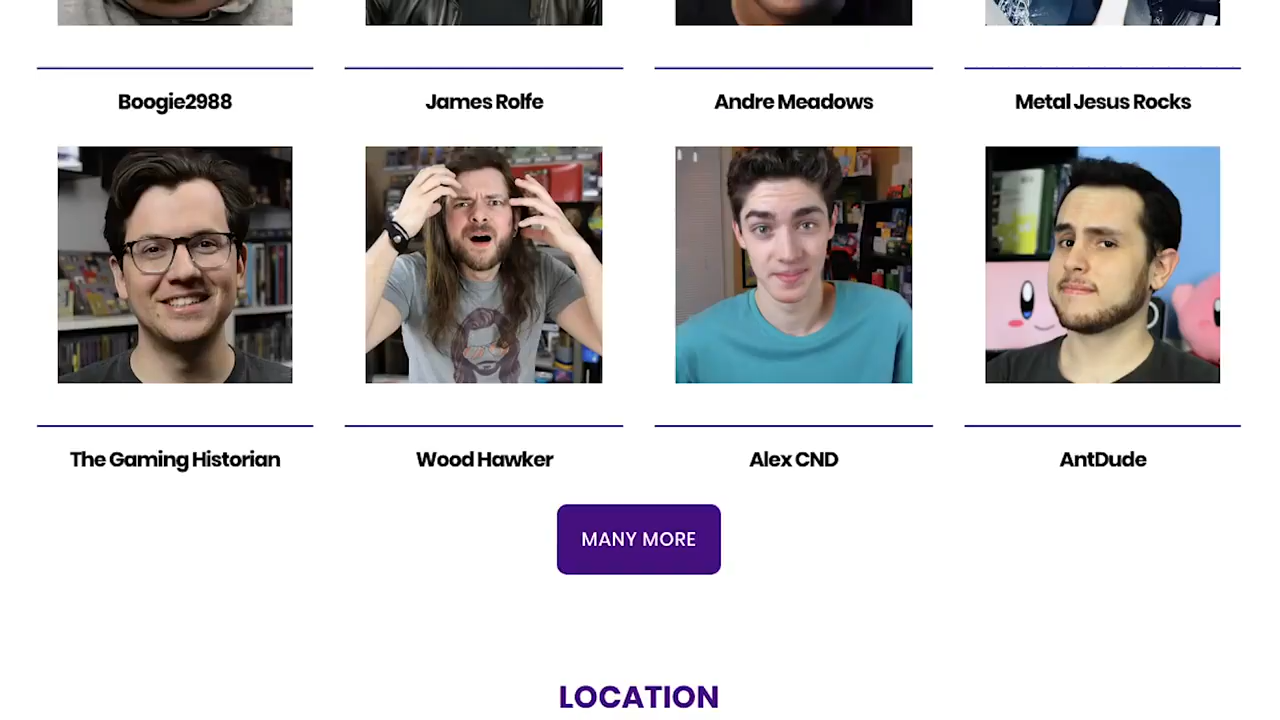 Boogie2988
James Rolfe
Andre Meadows
Metal Jesus Rocks
The Gaming Historian
Wood Hawker
Alex CND
AntDude
MANY MORE
LOCATION